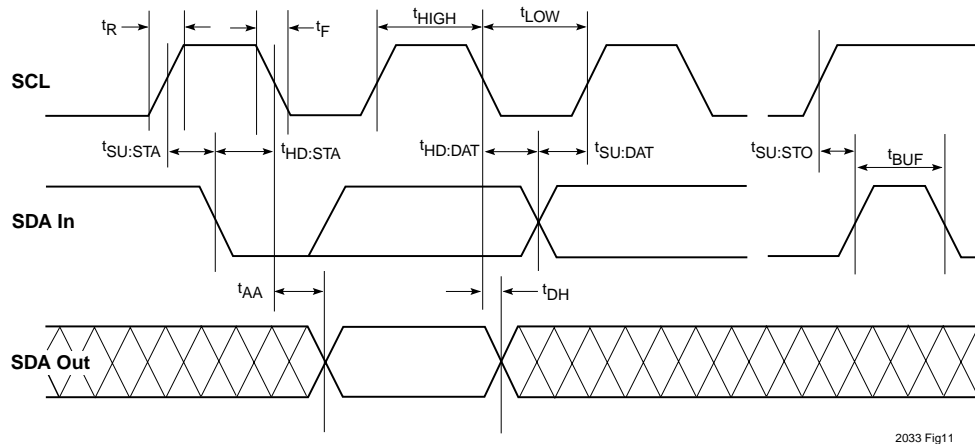 tR
tF
tHIGH
tLOW
SCL
tSU:STA
tHD:STA
tHD:DAT
tSU:DAT
tSU:STO
tBUF
SDA In
tAA
tDH
SDA Out
2033 Fig11